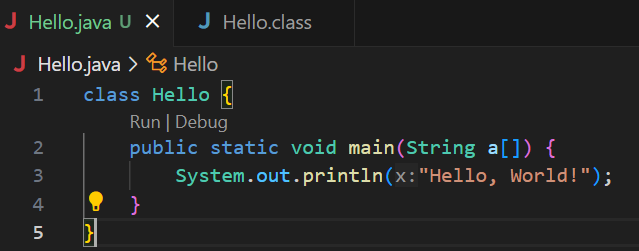 J Hello.java U × J Hello.class
J Hello.java > Hello
1 class Hello {
Run | Debug
2 public static void main(String a[]) {
3 System.out.println(x:"Hello, World!");
4 }
5 }